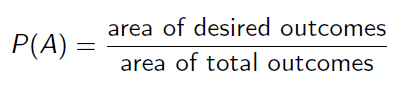 P(A) = area of desired outcomes
area of total outcomes